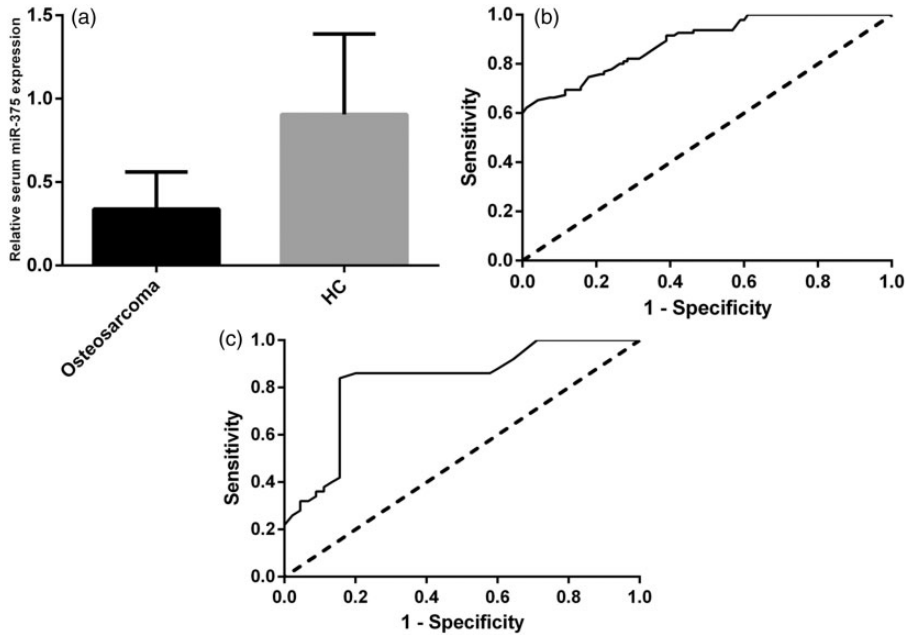 (a)
Relative serum miR-375 expression
1.5
1.0
0.5
0.0
Osteosarcoma
HC
(b)
Sensitivity
1.0
0.8
0.6
0.4
0.2
0.0
0.0 0.2 0.4 0.6 0.8 1.0
1 - Specificity
(c)
Sensitivity
1.0
0.8
0.6
0.4
0.2
0.0
0.0 0.2 0.4 0.6 0.8 1.0
1 - Specificity